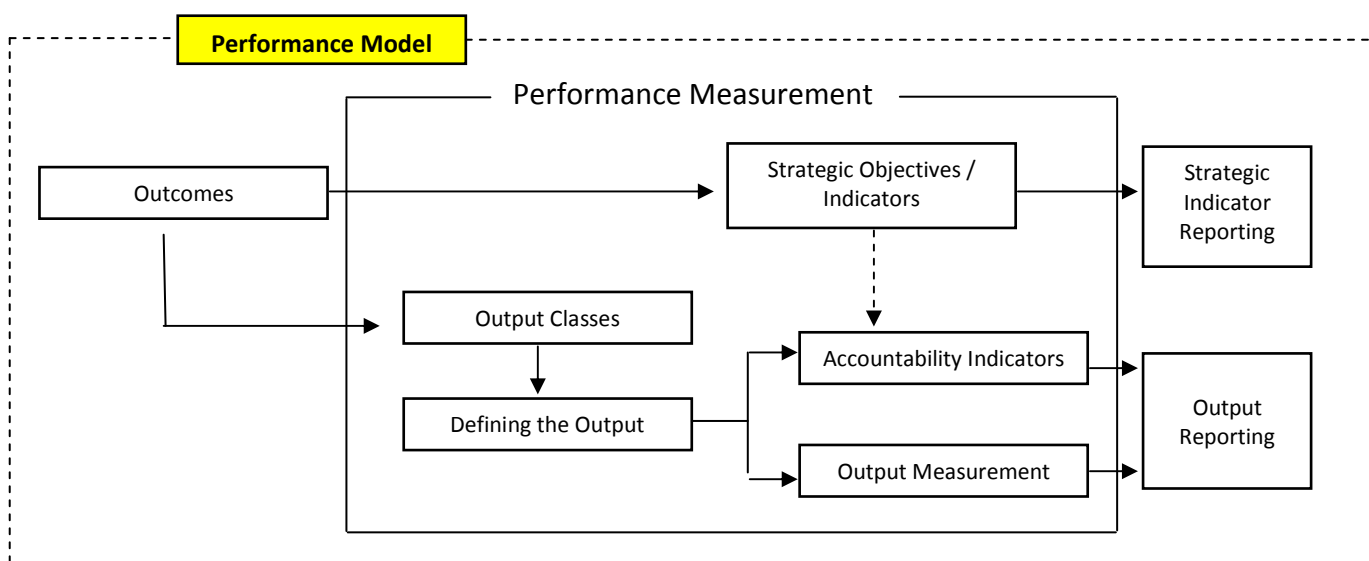 Performance Model
Performance Measurement
Outcomes
Strategic Objectives /
Indicators
Strategic
Indicator
Reporting
Output Classes
Accountability Indicators
Defining the Output
Output
Reporting
Output Measurement